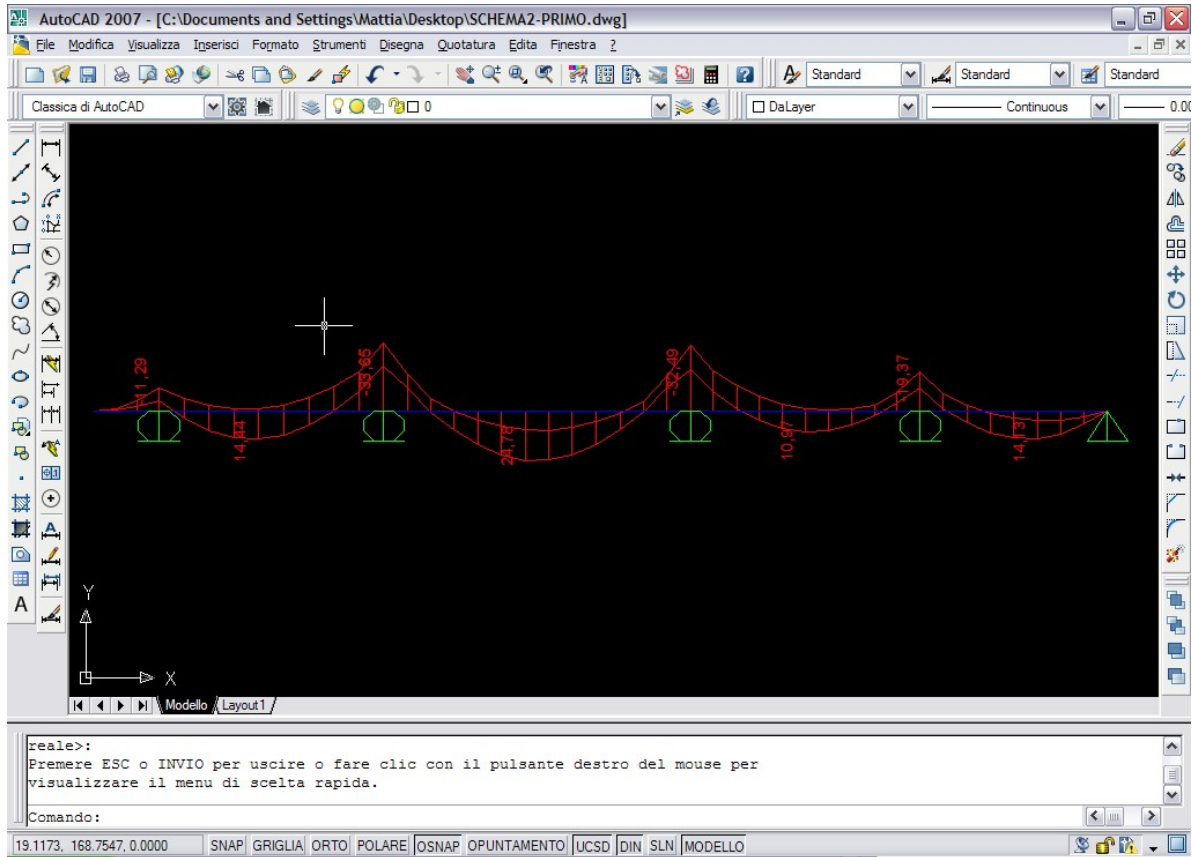 AutoCAD 2007 - [C:\Documents and Settings\Mattia\Desktop\SCHEMA2-PRIMO.dwg]
File Modifica Visualizza Inserisci Formato Strumenti Disegna Quotatura Edita Finestra ?
Standard Standard Standard
Classica di AutoCAD 0 DaLayer Continuous 0.00
-11,29
-33,65
-32,49
-19,37
14,44
24,78
10,97
14,13
Y
X
Modello Layout1
reale>:
Premere ESC o INVIO per uscire o fare clic con il pulsante destro del mouse per
visualizzare il menu di scelta rapida.
Comando:
19.1173, 168.7547, 0.0000 SNAP GRIGLIA ORTO POLARE OSNAP OPUNTAMENTO UCSD DIN SLN MODELLO